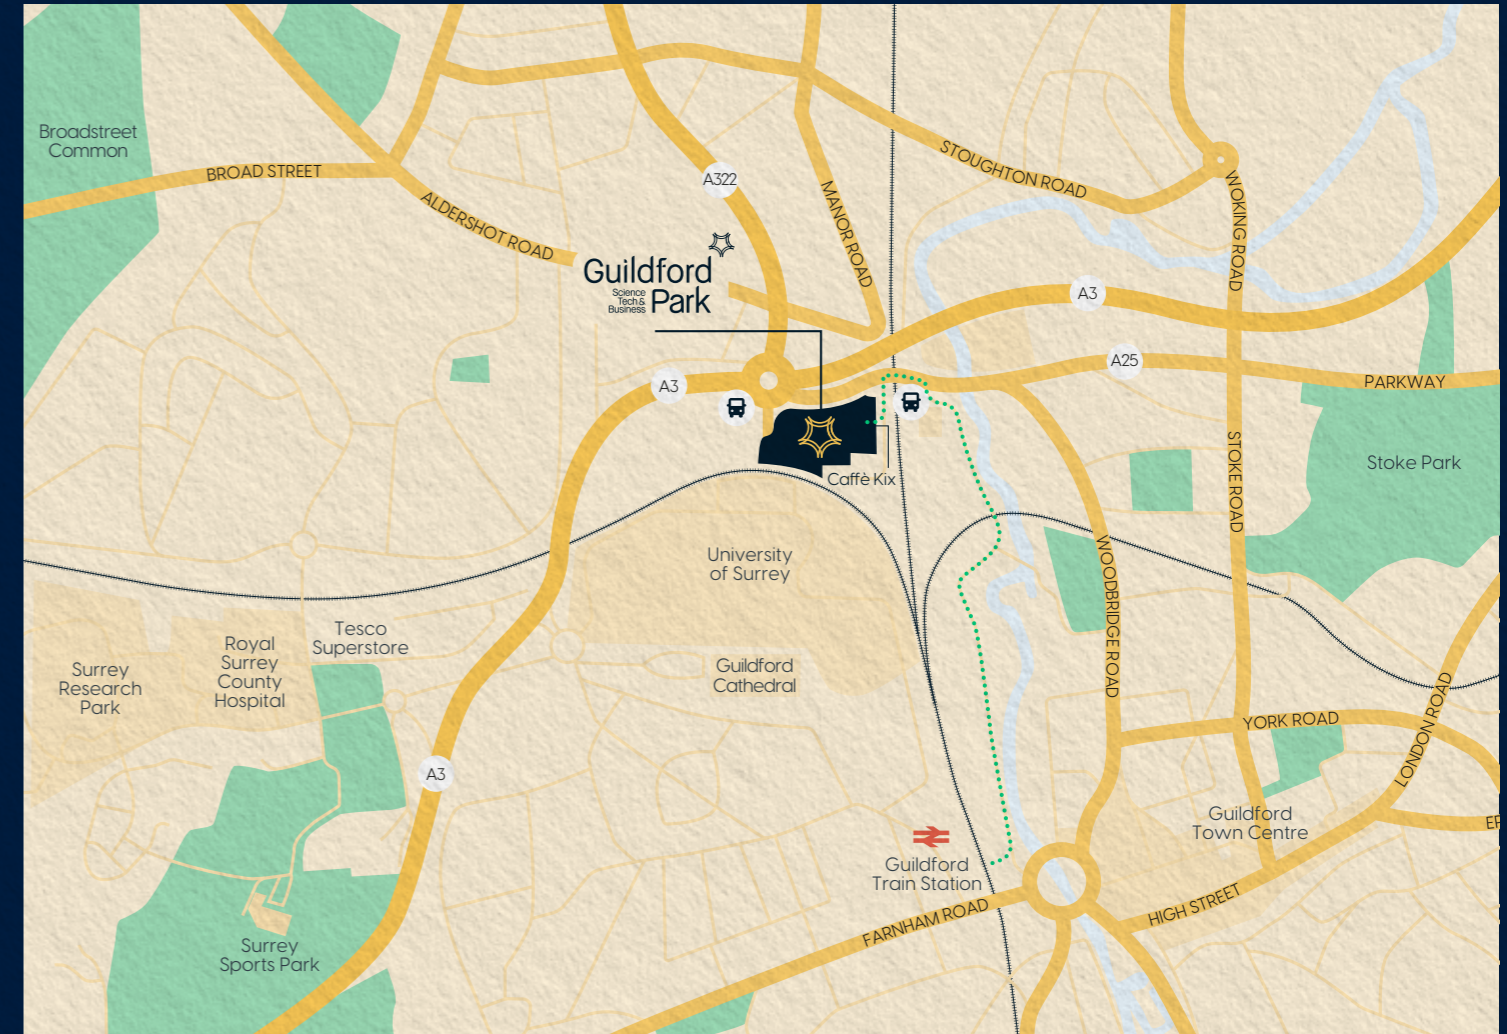 Broadstreet
Common
BROAD STREET
ALDERSHOT ROAD
A322
MANOR ROAD
STOUGHTON ROAD
WOKING ROAD
Guildford
Science
Tech &
Business
Park
A3
A25
PARKWAY
A3
Caffè Kix
STOKE ROAD
Stoke Park
University
of Surrey
WOODBRIDGE ROAD
Tesco
Superstore
Royal
Surrey
County
Hospital
Surrey
Research
Park
Guildford
Cathedral
YORK ROAD
LONDON ROAD
A3
Guildford
Town Centre
Guildford
Train Station
FARNHAM ROAD
HIGH STREET
Surrey
Sports Park